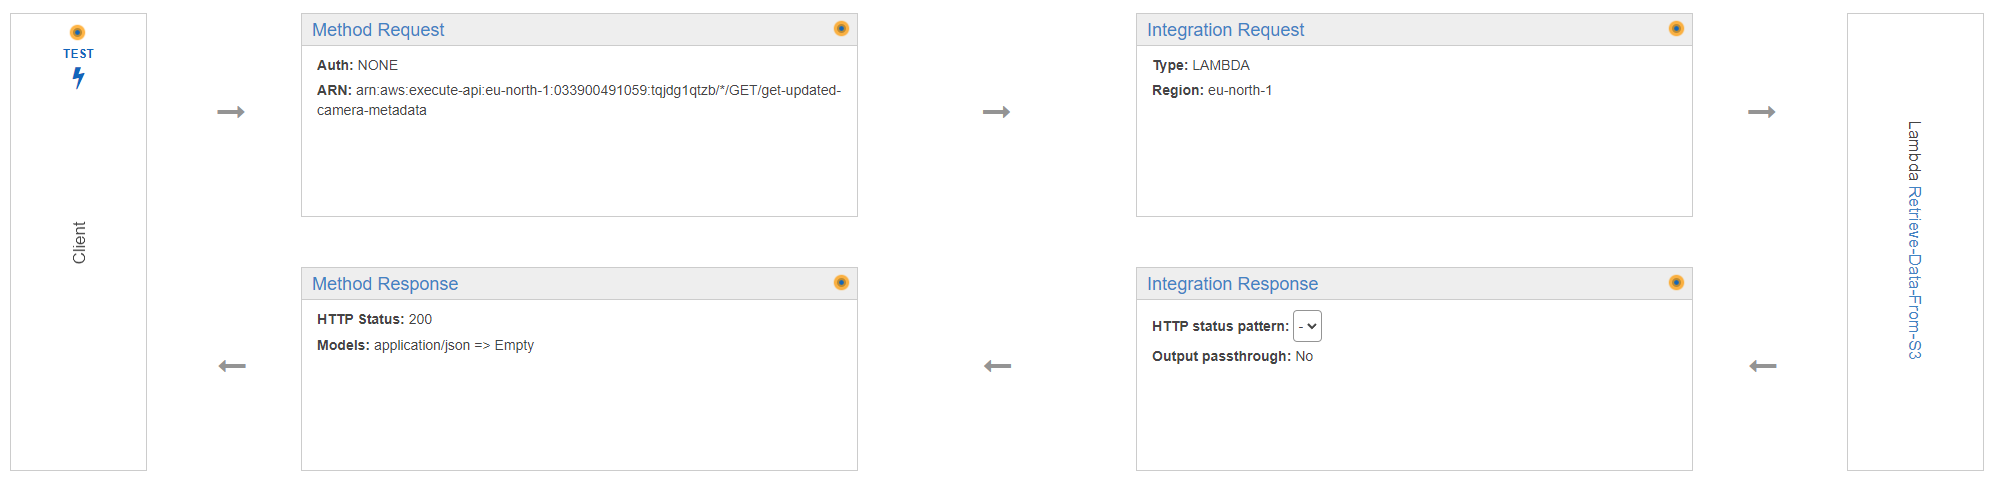 TEST
Client
Method Request
Auth: NONE
ARN: arn:aws:execute-api:eu-north-1:033900491059:tqjdg1qtzb/*/GET/get-updated-
camera-metadata
Integration Request
Type: LAMBDA
Region: eu-north-1
Lambda Retrieve-Data-From-S3
Method Response
HTTP Status: 200
Models: application/json => Empty
Integration Response
HTTP status pattern: -
Output passthrough: No